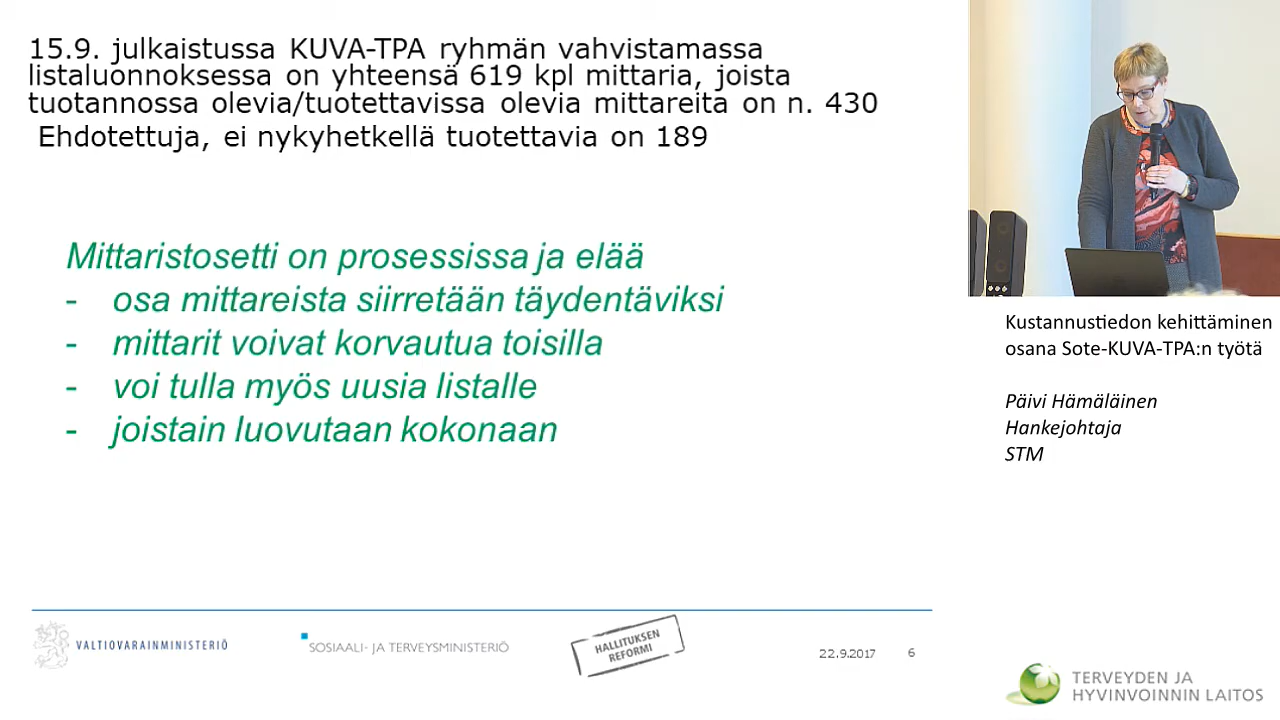 15.9. julkaistussa KUVA-TPA ryhmän vahvistamassa
listaluonnoksessa on yhteensä 619 kpl mittaria, joista
tuotannossa olevia/tuotettavissa olevia mittareita on n. 430
Ehdotettuja, ei nykyhetkellä tuotettavia on 189
Mittaristosetti on prosessissa ja elää
- osa mittareista siirretään täydentäviksi
- mittarit voivat korvautua toisilla
- voi tulla myös uusia listalle
- joistain luovutaan kokonaan
VALTIOVARAINMINISTERIÖ
SOSIAALI- JA TERVEYSMINISTERIÖ
HALLITUKSEN
REFORMI
22.9.2017 6
Kustannustiedon kehittäminen
osana Sote-KUVA-TPA:n työtä
Päivi Hämäläinen
Hankejohtaja
STM
TERVEYDEN JA
HYVINVOINNIN LAITOS